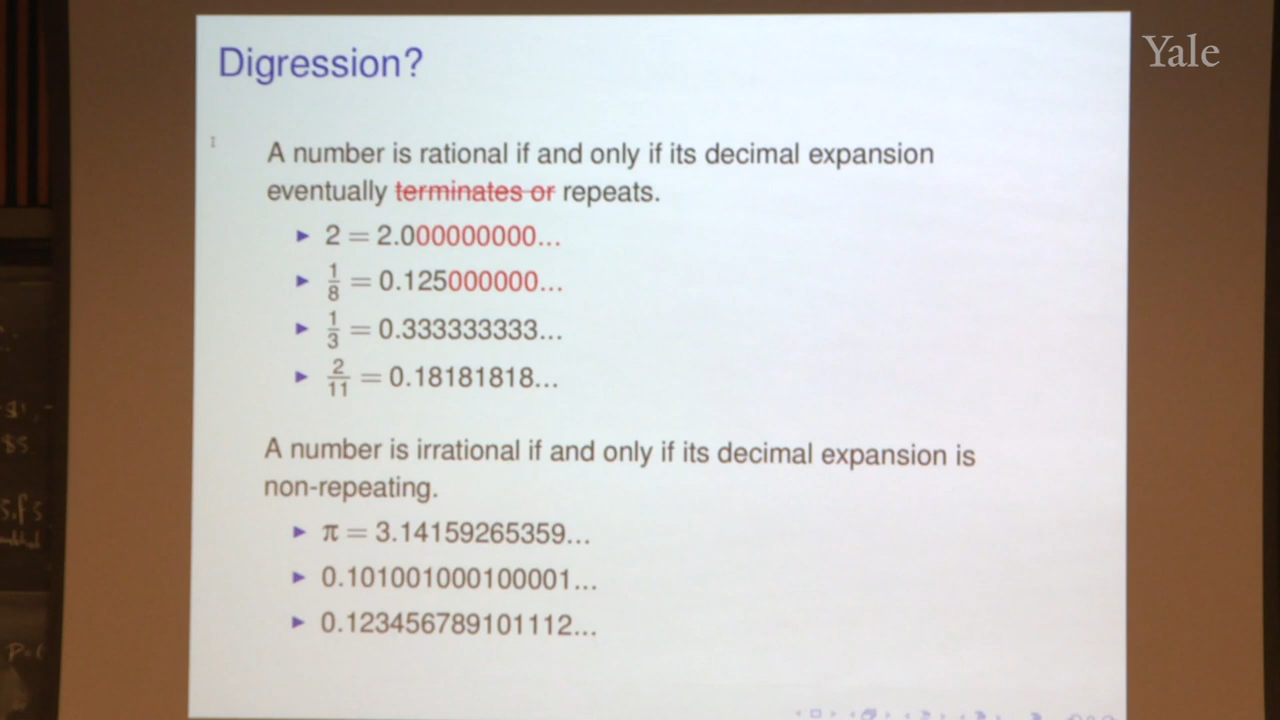 Digression?
Yale
A number is rational if and only if its decimal expansion
eventually terminates or repeats.
2 = 2.0000000000...
1/8 = 0.125000000...
1/3 = 0.333333333...
2/11 = 0.18181818...
A number is irrational if and only if its decimal expansion is
non-repeating.
π = 3.14159265359...
0.101001000100001...
0.123456789101112...